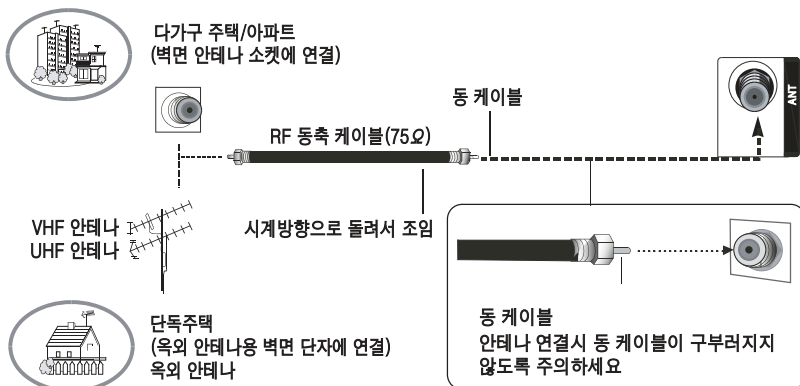 다가구 주택/아파트
(벽면 안테나 소켓에 연결)
ANT
동 케이블
RF 동축 케이블(75Ω)
시계방향으로 돌려서 조임
VHF 안테나
UHF 안테나
단독주택
(옥외 안테나용 벽면 단자에 연결)
옥외 안테나
동 케이블
안테나 연결시 동 케이블이 구부러지지
않도록 주의하세요